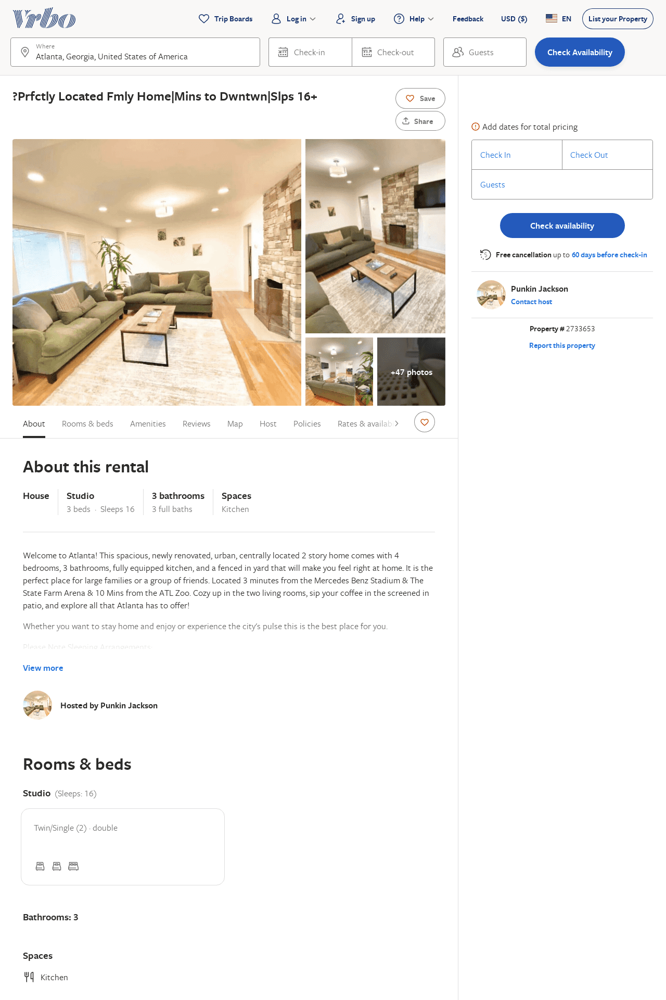 Vrbo
Trip Boards
Log in
Sign up
Help
Feedback
USD ($)
EN
List your Property
Where
Atlanta, Georgia, United States of America
Check-in
Check-out
Guests
Check Availability
?Prfctly Located Fmly Home|Mins to Dwntwn|Slps 16+
Save
Share
+47 photos
Add dates for total pricing
Check In
Check Out
Guests
Check availability
Free cancellation up to 60 days before check-in
Punkin Jackson
Contact host
Property # 2733653
Report this property
About
Rooms & beds
Amenities
Reviews
Map
Host
Policies
Rates & availab
About this rental
House
Studio
3 beds · Sleeps 16
3 bathrooms
3 full baths
Spaces
Kitchen
Welcome to Atlanta! This spacious, newly renovated, urban, centrally located 2 story home comes with 4
bedrooms, 3 bathrooms, fully equipped kitchen, and a fenced in yard that will make you feel right at home. It is the
perfect place for large families or a group of friends. Located 3 minutes from the Mercedes Benz Stadium & The
State Farm Arena & 10 Mins from the ATL Zoo. Cozy up in the two living rooms, sip your coffee in the screened in
patio, and explore all that Atlanta has to offer!
Whether you want to stay home and enjoy or experience the city's pulse this is the best place for you.
Please Note Sleeping Arrangements:
View more
Hosted by Punkin Jackson
Rooms & beds
Studio (Sleeps: 16)
Twin/Single (2) · double
Bathrooms: 3
Spaces
Kitchen